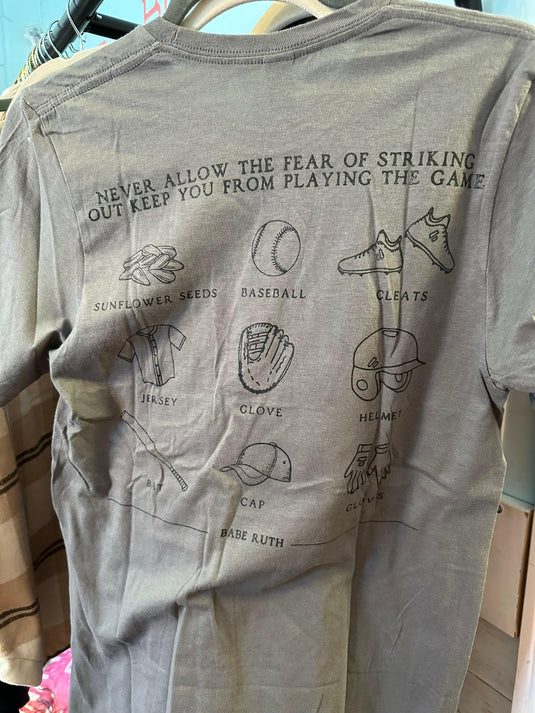 NEVER ALLOW THE FEAR OF STRIKING
OUT KEEP YOU FROM PLAYING THE GAME
SUNFLOWER SEEDS BASEBALL CLEATS
JERSEY GLOVE HELMET
BAT CAP GLOVES
BABE RUTH